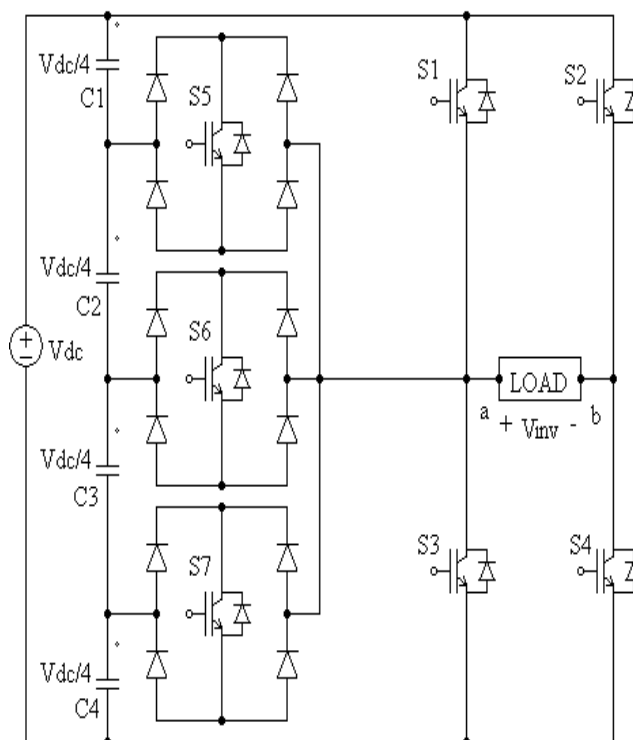 Vdc/4
C1
S5
S1
S2
Vdc/4
C2
S6
+
-
Vdc
LOAD
a + Vinv - b
Vdc/4
C3
S7
S3
S4
Vdc/4
C4